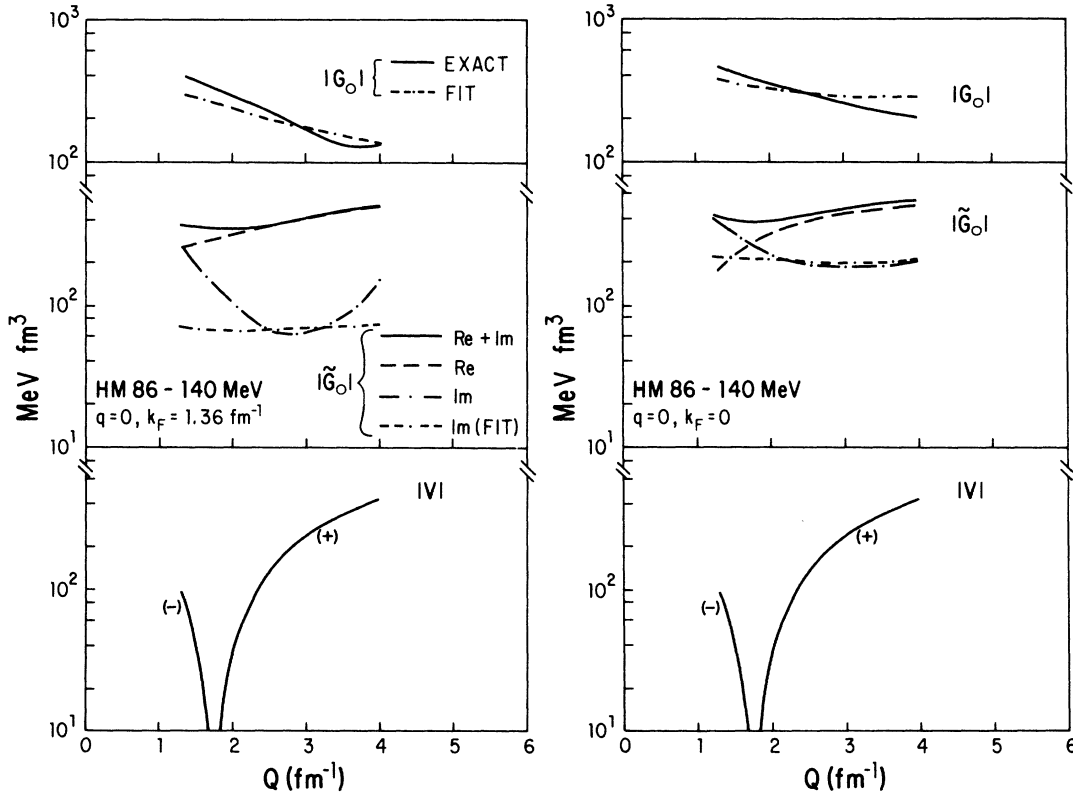 10³
|G₀| { EXACT
FIT
10²
|G̃₀| { Re + Im
Re
Im
Im (FIT)
10²
HM 86 - 140 MeV
q=0, k_F = 1.36 fm⁻¹
10¹
MeV fm³
|V|
(+)
10²
(-)
10¹
0 1 2 3 4 5 6
Q (fm⁻¹)
10³
|G₀|
10²
|G̃₀|
10²
HM 86 - 140 MeV
q=0, k_F=0
10¹
MeV fm³
|V|
(+)
10²
(-)
10¹
0 1 2 3 4 5 6
Q (fm⁻¹)